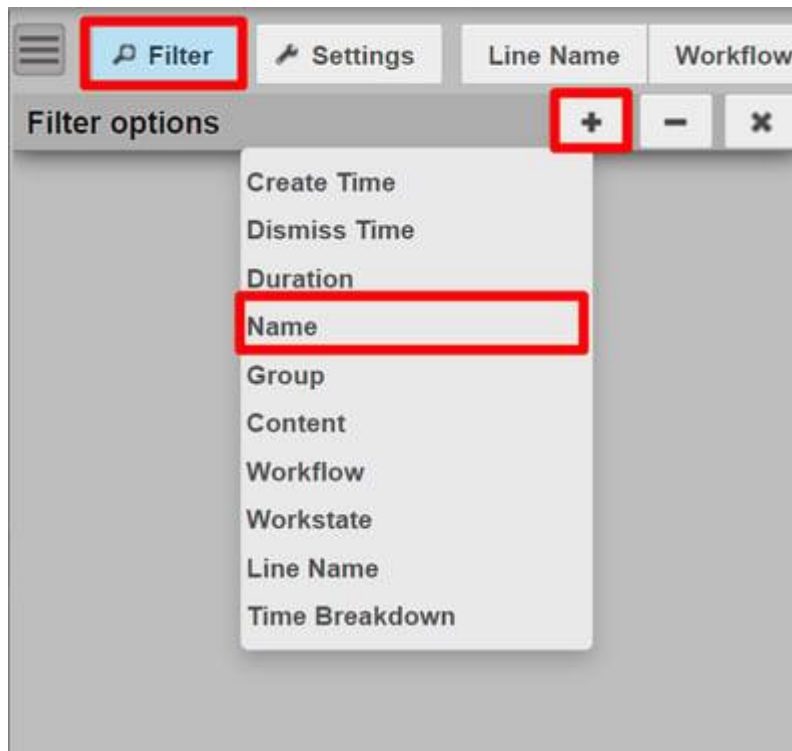 Filter Settings Line Name Workflow
Filter options
Create Time
Dismiss Time
Duration
Name
Group
Content
Workflow
Workstate
Line Name
Time Breakdown